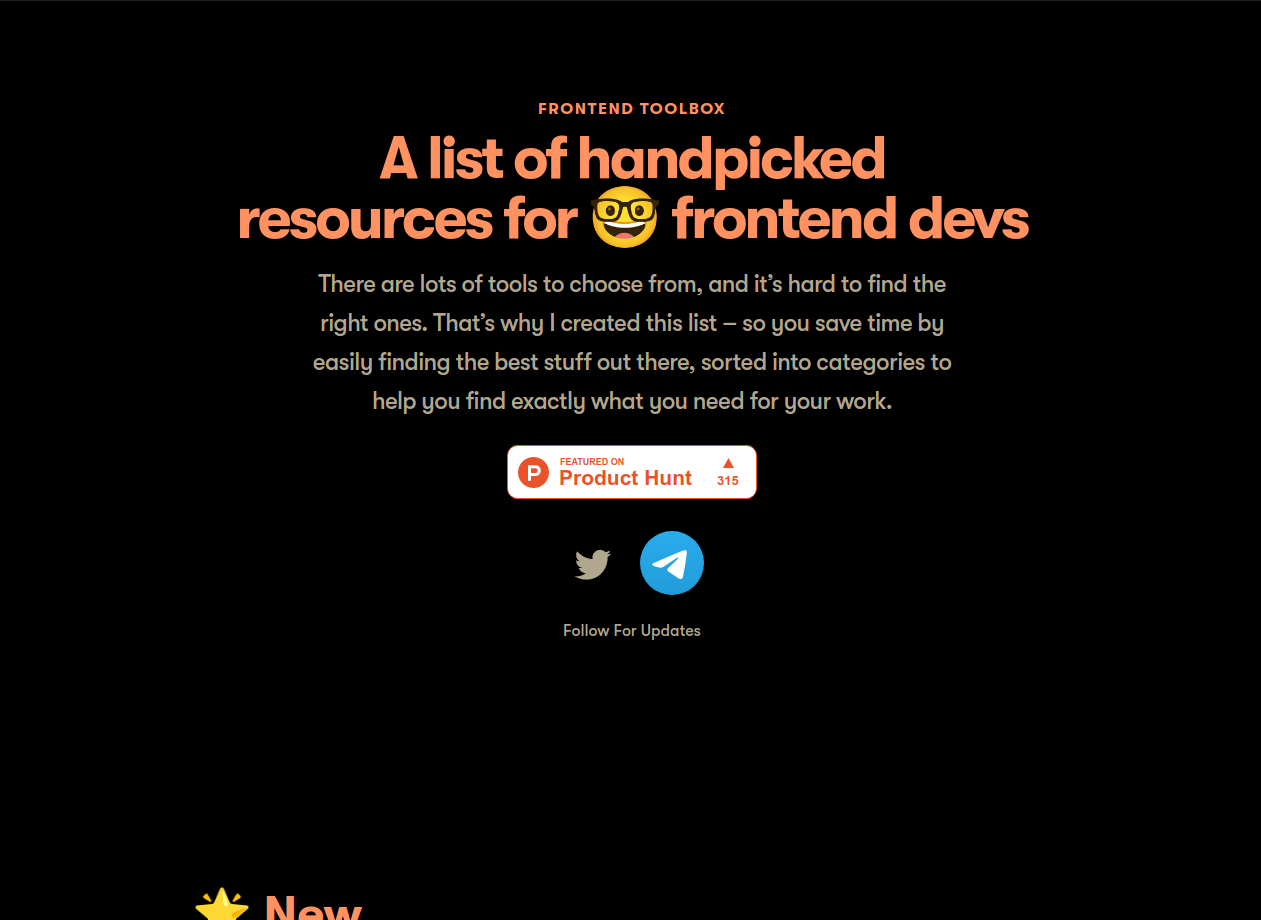 FRONTEND TOOLBOX
A list of handpicked
resources for 🤓 frontend devs
There are lots of tools to choose from, and it’s hard to find the
right ones. That’s why I created this list – so you save time by
easily finding the best stuff out there, sorted into categories to
help you find exactly what you need for your work.
P
FEATURED ON
Product Hunt
315
Follow For Updates
🌟 New